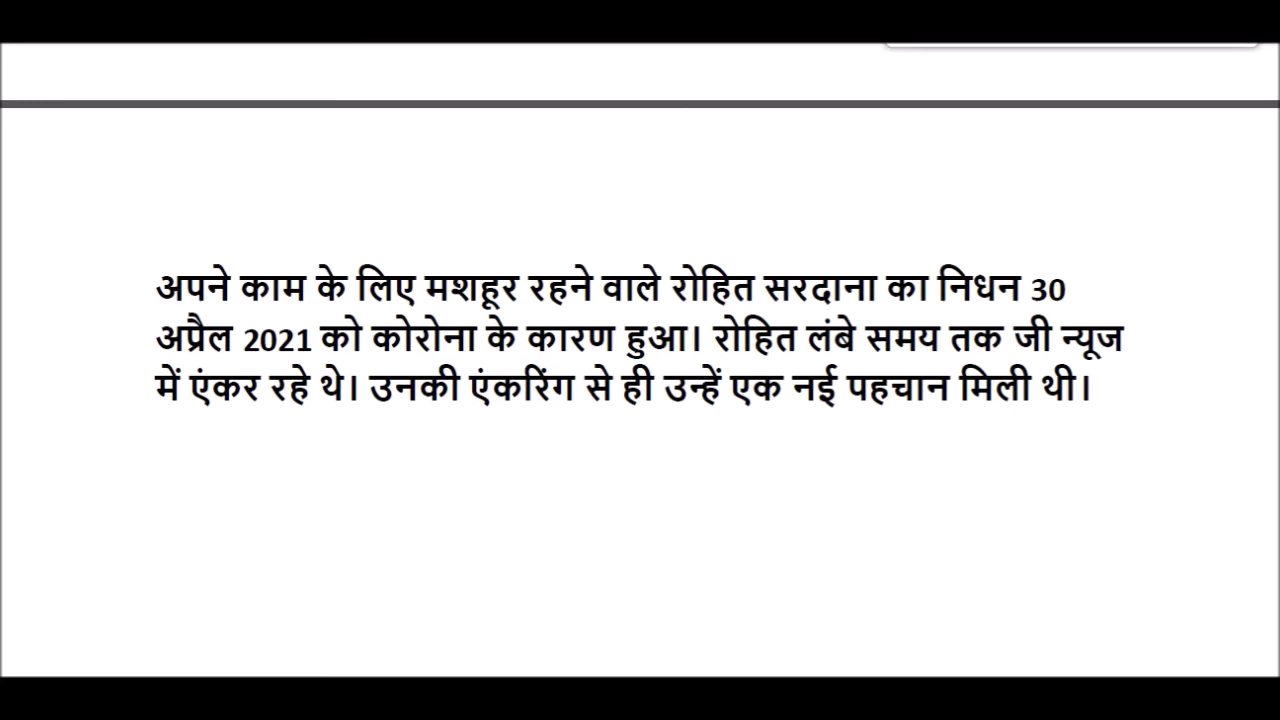 अपने काम के लिए मशहूर रहने वाले रोहित सरदाना का निधन 30
अप्रैल 2021 को कोरोना के कारण हुआ। रोहित लंबे समय तक जी न्यूज
में एंकर रहे थे। उनकी एंकरिंग से ही उन्हें एक नई पहचान मिली थी।